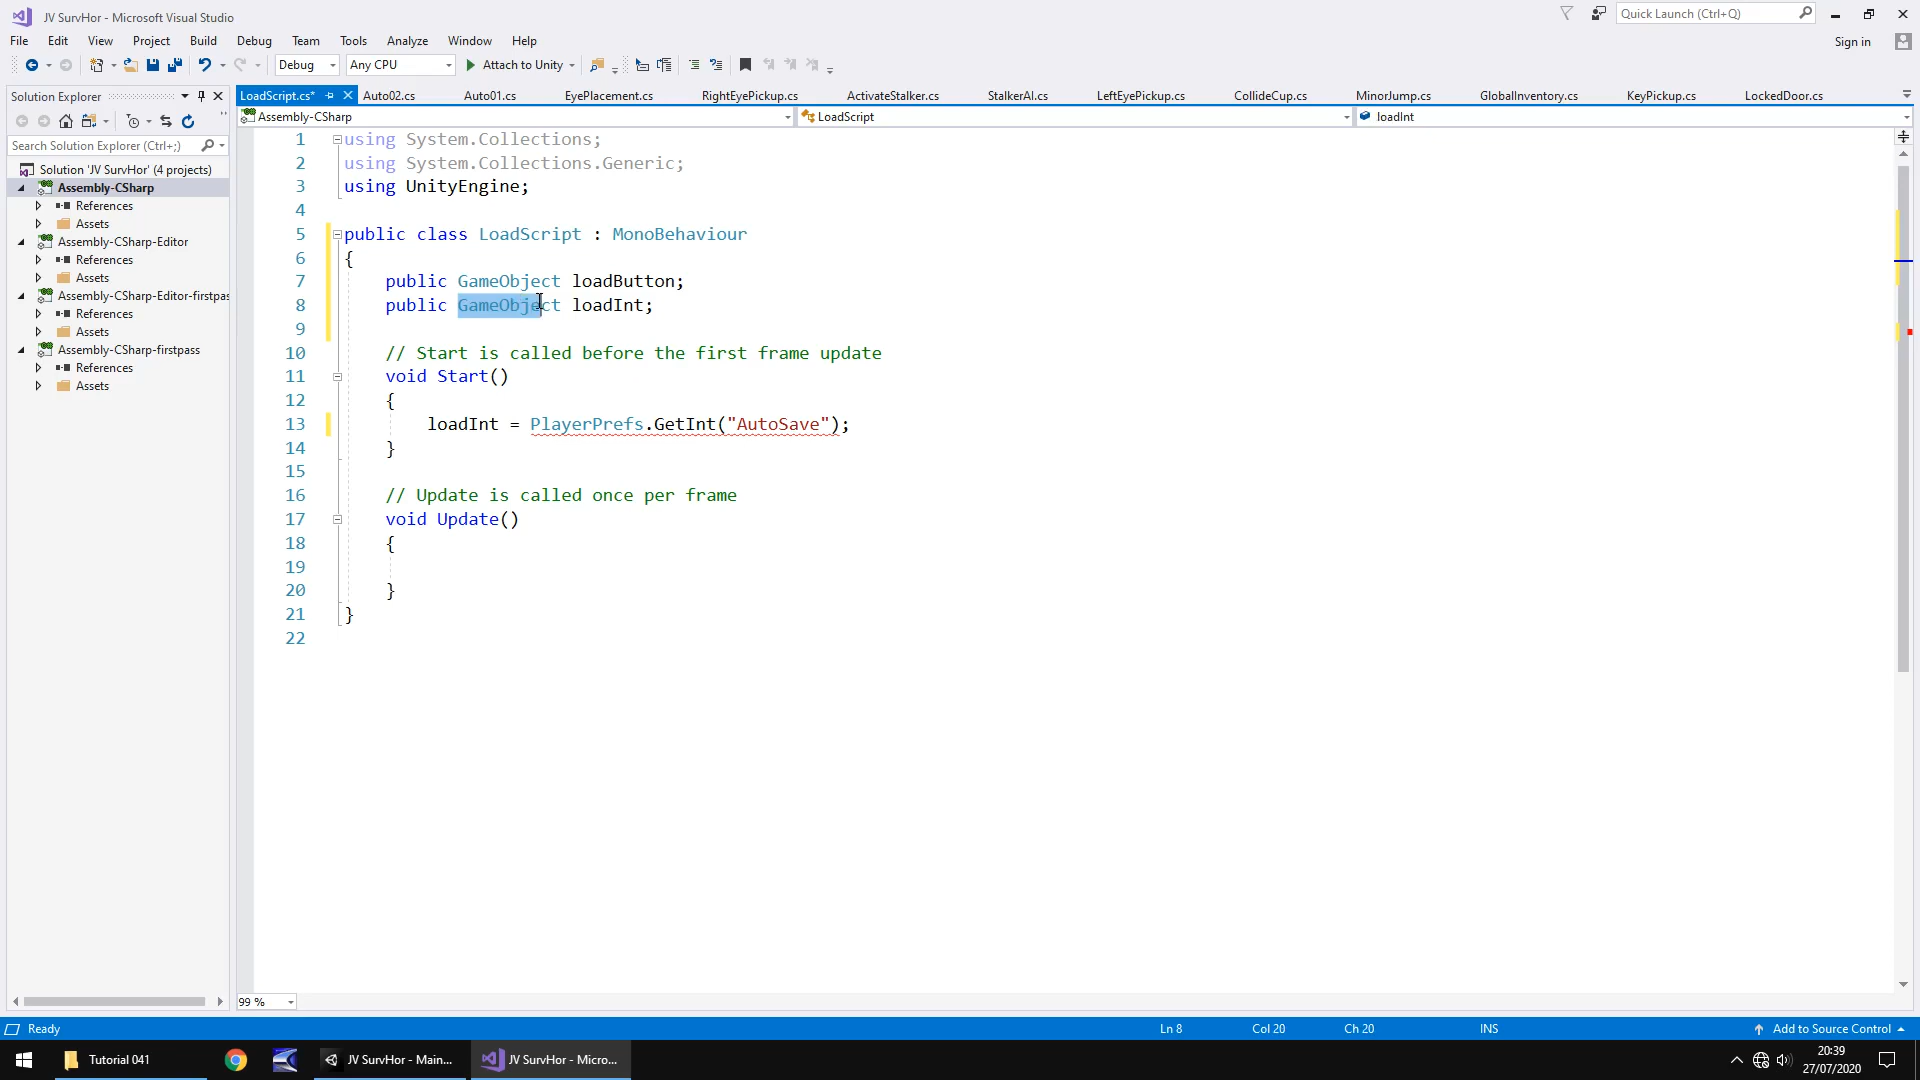 JV SurvHor - Microsoft Visual Studio
Quick Launch (Ctrl+Q)
File Edit View Project Build Debug Team Tools Analyze Window Help
Sign in
Debug Any CPU Attach to Unity
Solution Explorer
LoadScript.cs* Auto02.cs Auto01.cs EyePlacement.cs RightEyePickup.cs ActivateStalker.cs StalkerAI.cs LeftEyePickup.cs CollideCup.cs MinorJump.cs GlobalInventory.cs KeyPickup.cs LockedDoor.cs
Assembly-CSharp LoadScript loadInt
Search Solution Explorer (Ctrl+;)
Solution 'JV SurvHor' (4 projects)
Assembly-CSharp
References
Assets
Assembly-CSharp-Editor
References
Assets
Assembly-CSharp-Editor-firstpas
References
Assets
Assembly-CSharp-firstpass
References
Assets
1 using System.Collections;
2 using System.Collections.Generic;
3 using UnityEngine;
4
5 public class LoadScript : MonoBehaviour
6 {
7 public GameObject loadButton;
8 public GameObject loadInt;
9
10 // Start is called before the first frame update
11 void Start()
12 {
13 loadInt = PlayerPrefs.GetInt("AutoSave");
14 }
15
16 // Update is called once per frame
17 void Update()
18 {
19
20 }
21 }
22
99 %
Ready Ln 8 Col 20 Ch 20 INS Add to Source Control
Tutorial 041 JV SurvHor - Main... JV SurvHor - Micro...
20:39
27/07/2020